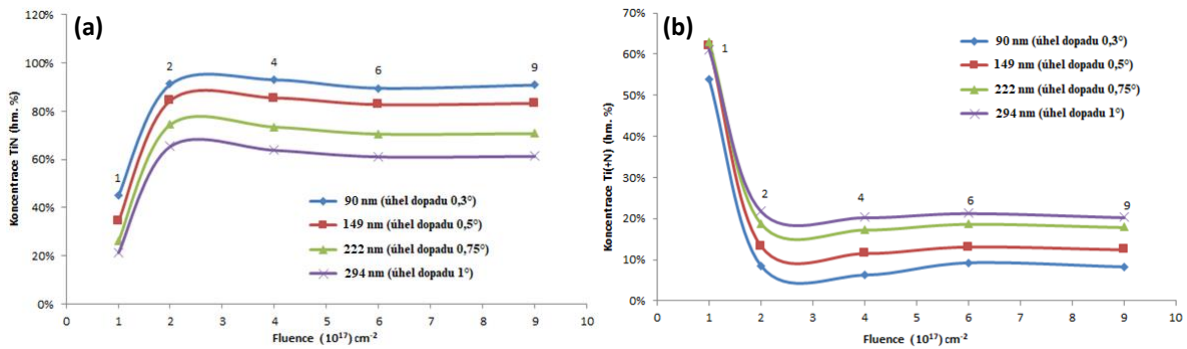 (a)
Koncentrace TiN (hm. %)
120%
100%
80%
60%
40%
20%
0%
1
2
4
6
9
90 nm (úhel dopadu 0,3°)
149 nm (úhel dopadu 0,5°)
222 nm (úhel dopadu 0,75°)
294 nm (úhel dopadu 1°)
0 1 2 3 4 5 6 7 8 9 10
Fluence (10¹⁷) cm⁻²
(b)
Koncentrace Ti(+N) (hm. %)
70%
60%
50%
40%
30%
20%
10%
0%
1
2
4
6
9
90 nm (úhel dopadu 0,3°)
149 nm (úhel dopadu 0,5°)
222 nm (úhel dopadu 0,75°)
294 nm (úhel dopadu 1°)
0 1 2 3 4 5 6 7 8 9 10
Fluence (10¹⁷) cm⁻²